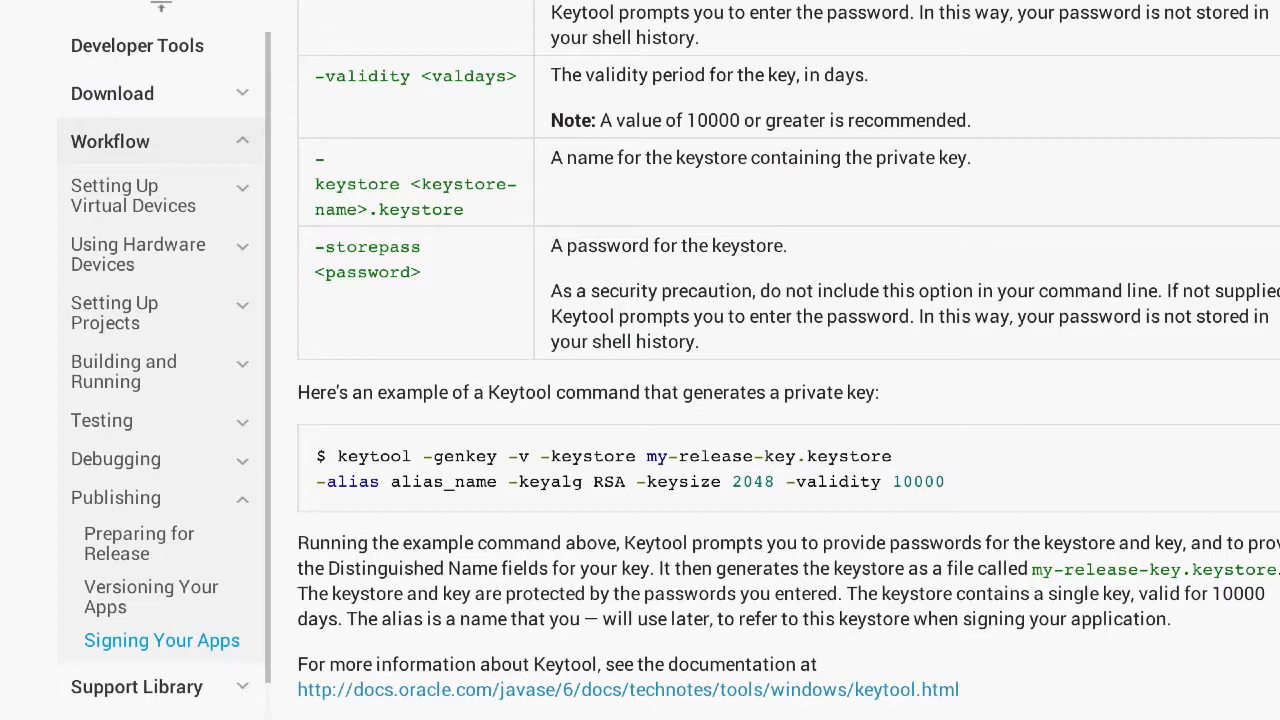 Developer Tools
Download
Workflow
Setting Up
Virtual Devices
Using Hardware
Devices
Setting Up
Projects
Building and
Running
Testing
Debugging
Publishing
Preparing for
Release
Versioning Your
Apps
Signing Your Apps
Support Library
Keytool prompts you to enter the password. In this way, your password is not stored in
your shell history.
-validity <valdays>
The validity period for the key, in days.
Note: A value of 10000 or greater is recommended.
-
keystore <keystore-
name>.keystore
A name for the keystore containing the private key.
-storepass
<password>
A password for the keystore.
As a security precaution, do not include this option in your command line. If not supplied
Keytool prompts you to enter the password. In this way, your password is not stored in
your shell history.
Here's an example of a Keytool command that generates a private key:
$ keytool -genkey -v -keystore my-release-key.keystore
-alias alias_name -keyalg RSA -keysize 2048 -validity 10000
Running the example command above, Keytool prompts you to provide passwords for the keystore and key, and to prov
the Distinguished Name fields for your key. It then generates the keystore as a file called my-release-key.keystore.
The keystore and key are protected by the passwords you entered. The keystore contains a single key, valid for 10000
days. The alias is a name that you — will use later, to refer to this keystore when signing your application.
For more information about Keytool, see the documentation at
http://docs.oracle.com/javase/6/docs/technotes/tools/windows/keytool.html